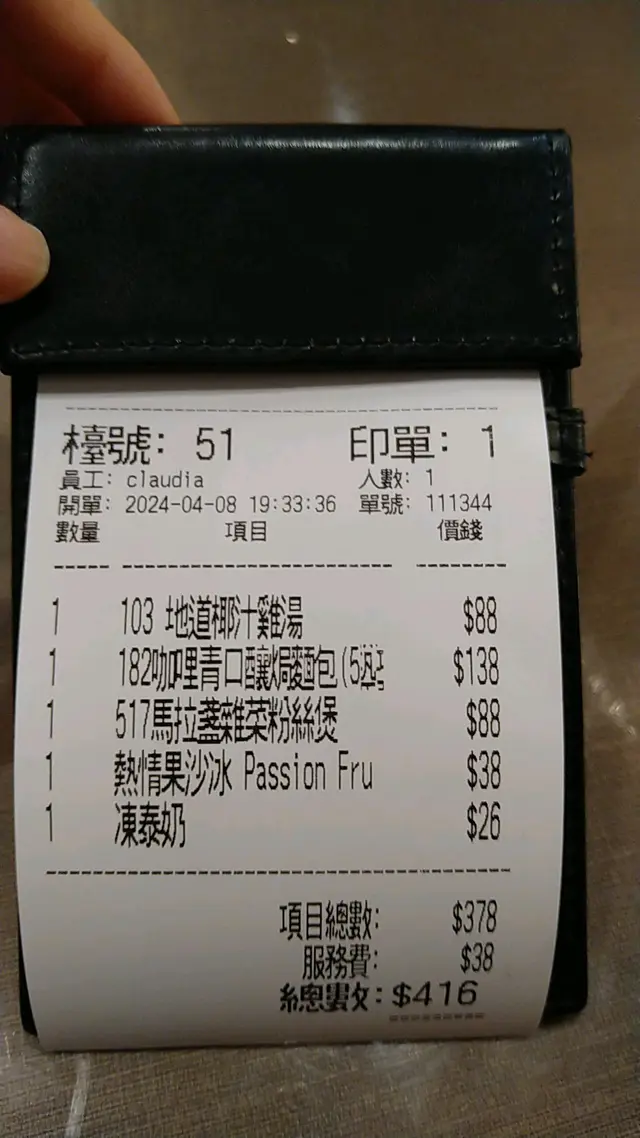 檯號: 51 印單: 1
員工: claudia 人數: 1
開單: 2024-04-08 19:33:36 單號: 111344
數量 項目 價錢
1 103 地道椰汁雞湯 $88
1 182咖哩青口釀焗麵包(5 $138
1 517馬拉盞雜菜粉絲煲 $88
1 熱情果沙冰 Passion Fru $38
1 凍泰奶 $26
項目總數: $378
服務費: $38
總數: $416